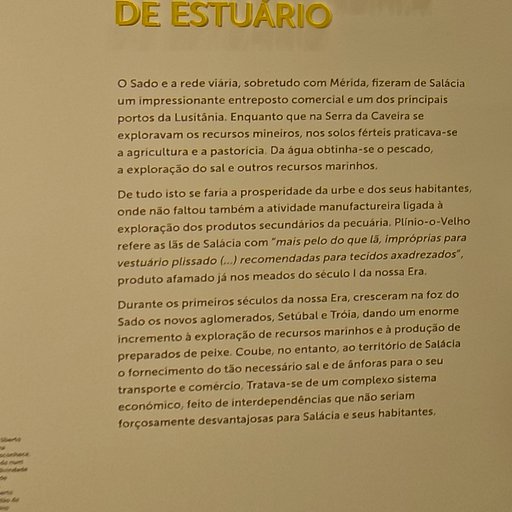 DE ESTUÁRIO
O Sado e a rede viária, sobretudo com Mérida, fizeram de Salácia
um impressionante entreposto comercial e um dos principais
portos da Lusitânia. Enquanto que na Serra da Caveira se
exploravam os recursos mineiros, nos solos férteis praticava-se
a agricultura e a pastorícia. Da água obtinha-se o pescado,
a exploração do sal e outros recursos marinhos.
De tudo isto se faria a prosperidade da urbe e dos seus habitantes,
onde não faltou também a atividade manufactureira ligada à
exploração dos produtos secundários da pecuária. Plínio-o-Velho
refere as lãs de Salácia com "mais pelo do que lã, impróprias para
vestuário plissado (...) recomendadas para tecidos axadrezados",
produto afamado já nos meados do século I da nossa Era.
Durante os primeiros séculos da nossa Era, cresceram na foz do
Sado os novos aglomerados, Setúbal e Tróia, dando um enorme
incremento à exploração de recursos marinhos e à produção de
preparados de peixe. Coube, no entanto, ao território de Salácia
o fornecimento do tão necessário sal e de ânforas para o seu
transporte e comércio. Tratava-se de um complexo sistema
económico, feito de interdependências que não seriam
forçosamente desvantajosas para Salácia e seus habitantes.